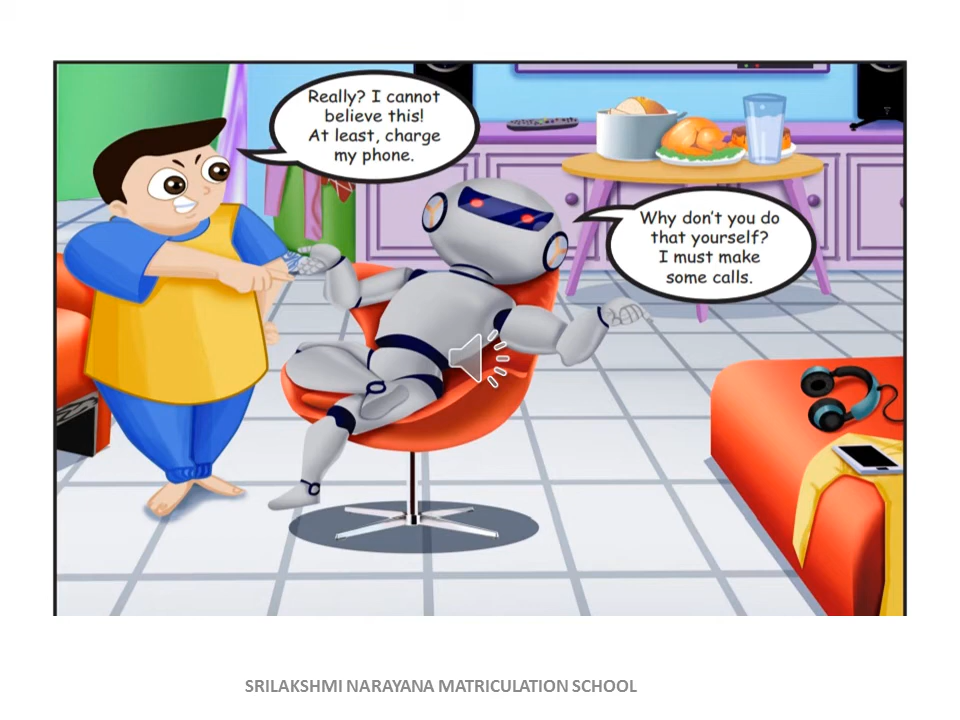 Really? I cannot
believe this!
At least, charge
my phone.
Why don't you do
that yourself?
I must make
some calls.
SRILAKSHMI NARAYANA MATRICULATION SCHOOL